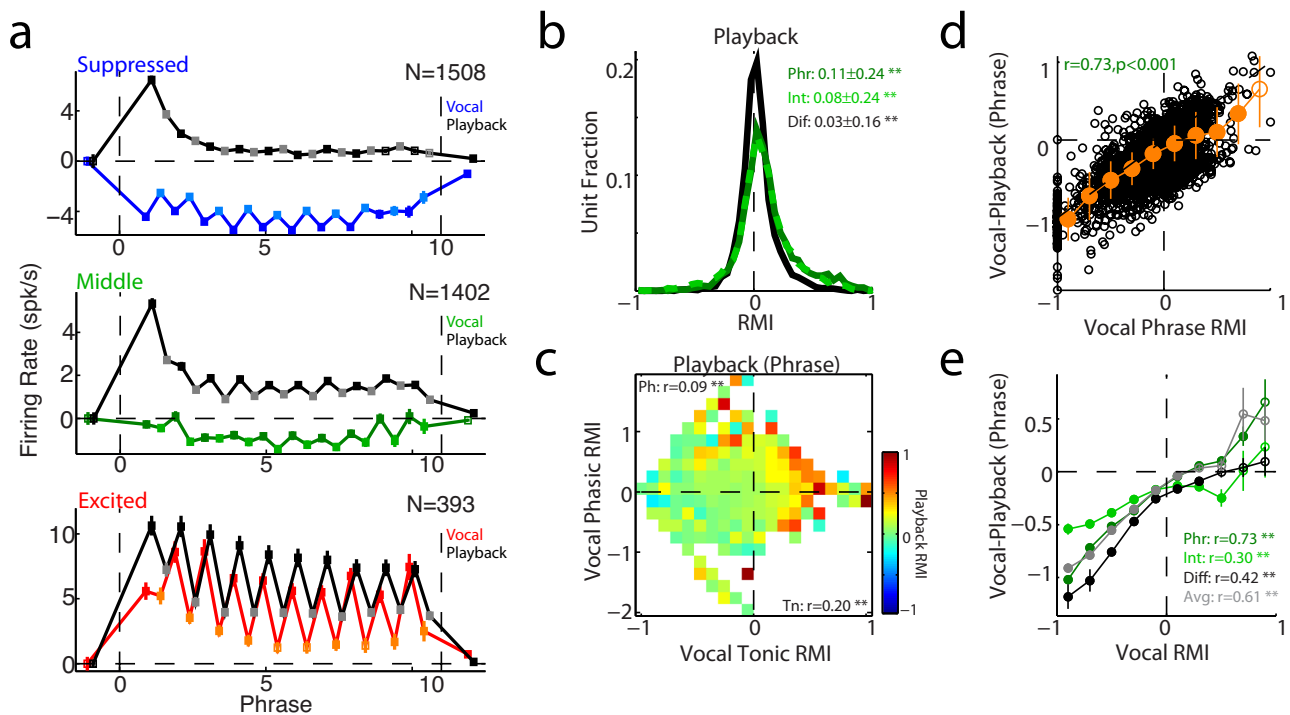 a
Suppressed
N=1508
Vocal
Playback
4
0
−4
0
5
10
Middle
N=1402
Vocal
Playback
4
2
0
0
5
10
Excited
N=393
Vocal
Playback
10
5
0
0
5
10
Phrase
Firring Rate (spk/s)
b
Playback
0.2
0.1
Phr: 0.11±0.24 **
Int: 0.08±0.24 **
Dif: 0.03±0.16 **
Unit Fraction
−1
0
1
RMI
c
Playback (Phrase)
Ph: r=0.09 **
1
0
−1
−2
Tn: r=0.20 **
Vocal Phasic RMI
−1
0
1
Vocal Tonic RMI
1
0
−1
Playback RMI
d
r=0.73,p<0.001
1
0
−1
Vocal-Playback (Phrase)
−1
0
1
Vocal Phrase RMI
e
0.5
0
−0.5
−1
Phr: r=0.73 **
Int: r=0.30 **
Diff: r=0.42 **
Avg: r=0.61 **
Vocal-Playback (Phrase)
−1
0
1
Vocal RMI